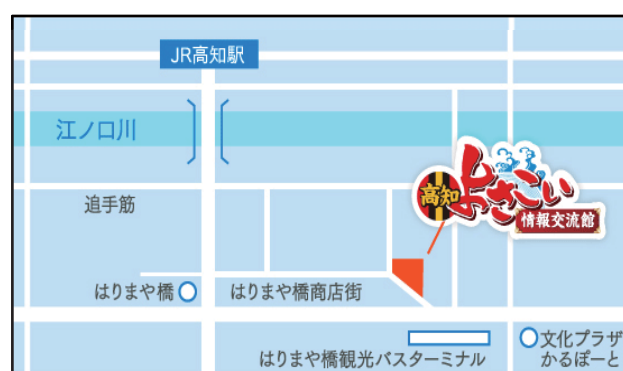 JR高知駅
江ノ口川
高知
よさこい
情報交流館
追手筋
はりまや橋
はりまや橋商店街
はりまや橋観光バスターミナル
文化プラザ
かるぽーと